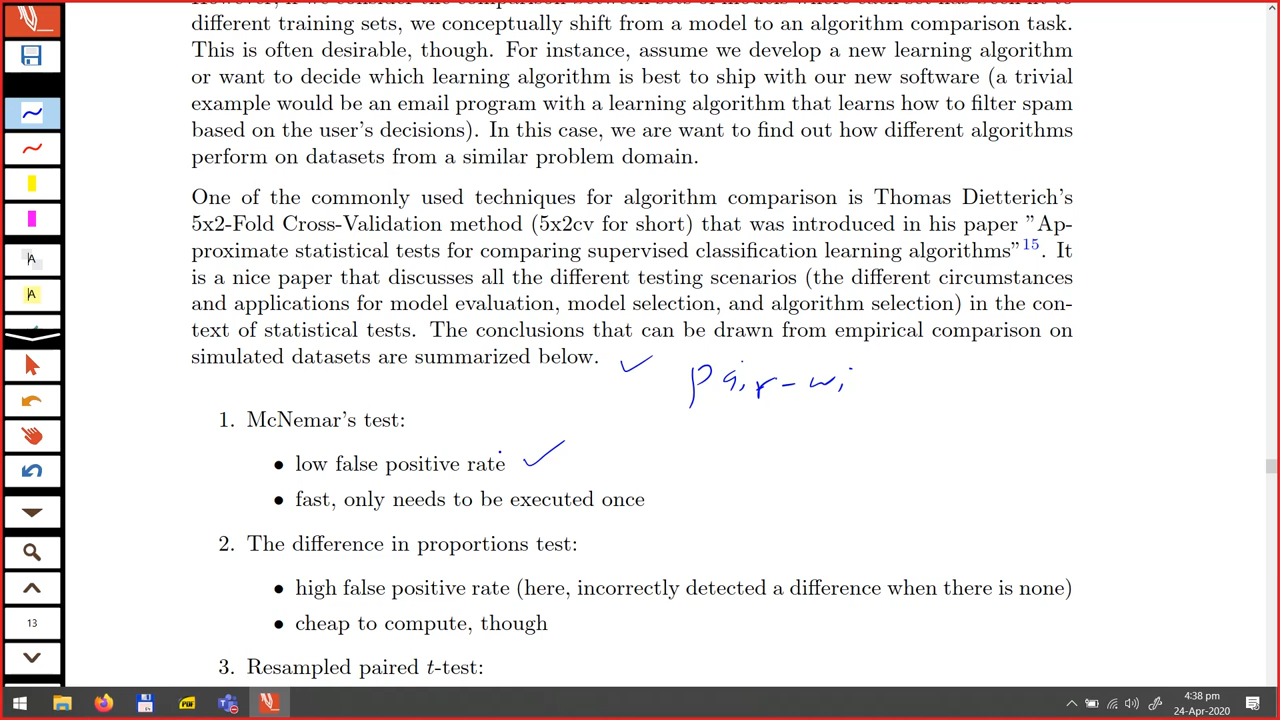 different training sets, we conceptually shift from a model to an algorithm comparison task.
This is often desirable, though. For instance, assume we develop a new learning algorithm
or want to decide which learning algorithm is best to ship with our new software (a trivial
example would be an email program with a learning algorithm that learns how to filter spam
based on the user's decisions). In this case, we are want to find out how different algorithms
perform on datasets from a similar problem domain.
One of the commonly used techniques for algorithm comparison is Thomas Dietterich's
5x2-Fold Cross-Validation method (5x2cv for short) that was introduced in his paper "Ap-
proximate statistical tests for comparing supervised classification learning algorithms"15. It
is a nice paper that discusses all the different testing scenarios (the different circumstances
and applications for model evaluation, model selection, and algorithm selection) in the con-
text of statistical tests. The conclusions that can be drawn from empirical comparison on
simulated datasets are summarized below.
Pair-wi
1. McNemar's test:
• low false positive rate
• fast, only needs to be executed once
2. The difference in proportions test:
• high false positive rate (here, incorrectly detected a difference when there is none)
• cheap to compute, though
3. Resampled paired t-test:
A
A
13
PDF
4:38 pm
24-Apr-2020